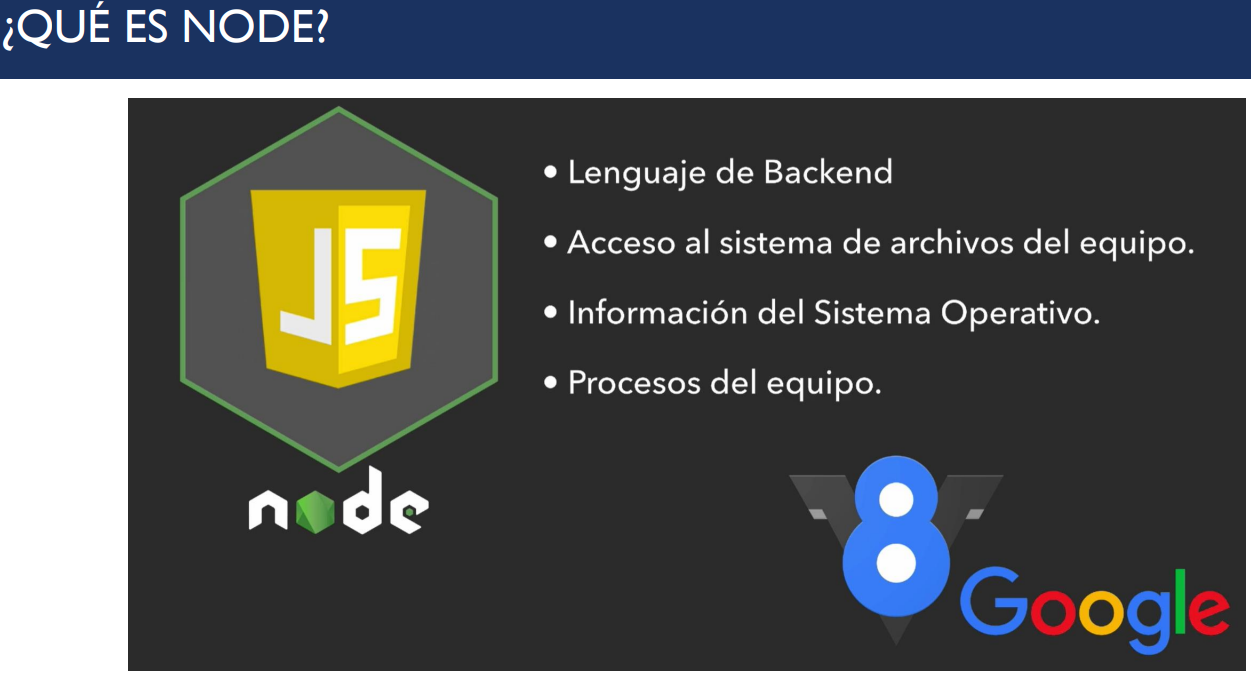 ¿QUÉ ES NODE?
JS
• Lenguaje de Backend
• Acceso al sistema de archivos del equipo.
• Información del Sistema Operativo.
• Procesos del equipo.
node
V8
Google